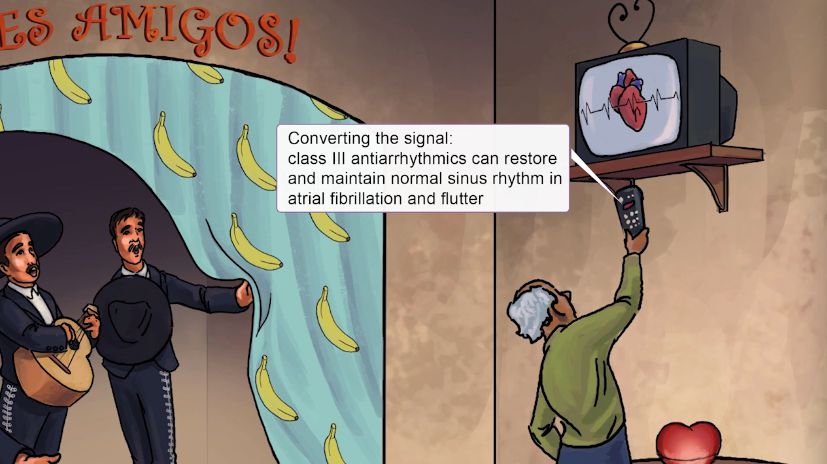 ES AMIGOS!
Converting the signal:
class III antiarrhythmics can restore
and maintain normal sinus rhythm in
atrial fibrillation and flutter